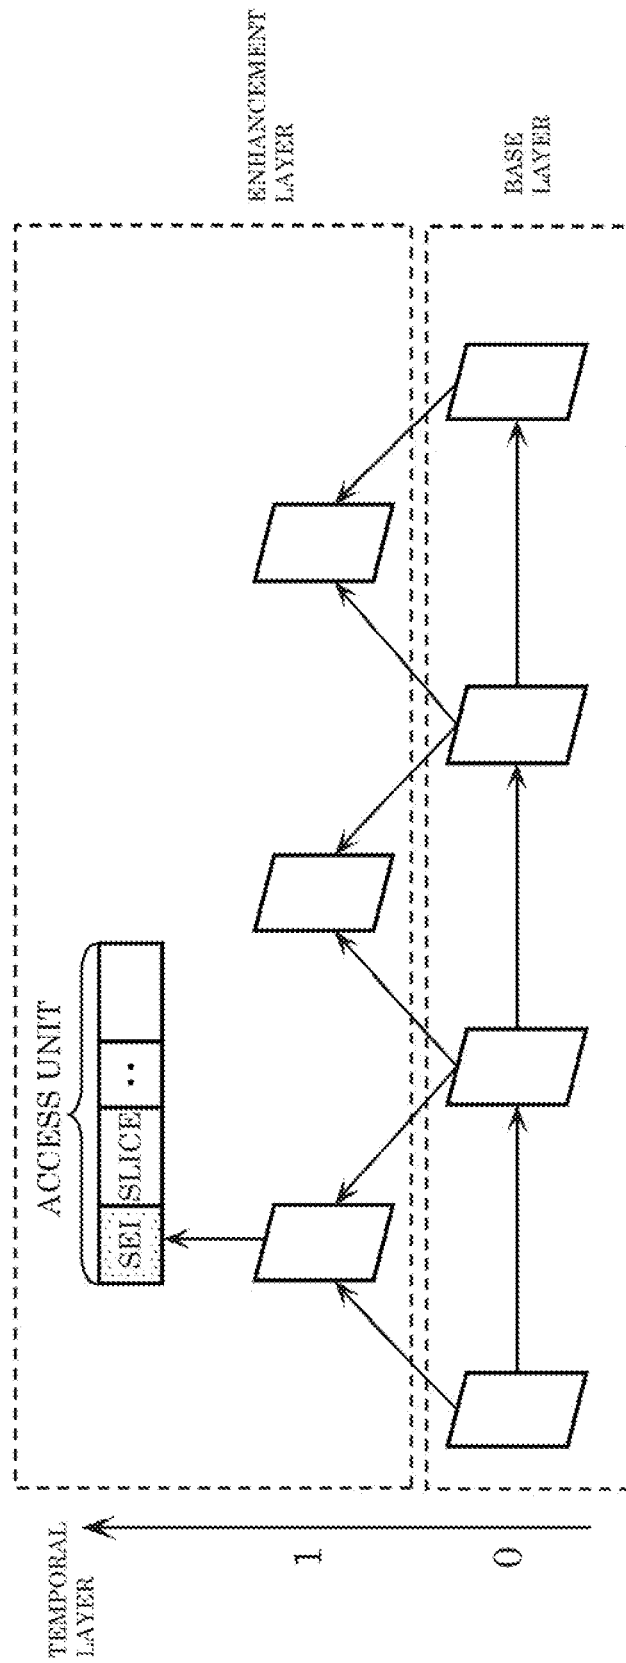 TEMPORAL
LAYER
1
0
ACCESS UNIT
SEI SLICE ..
ENHANCEMENT
LAYER
BASE
LAYER